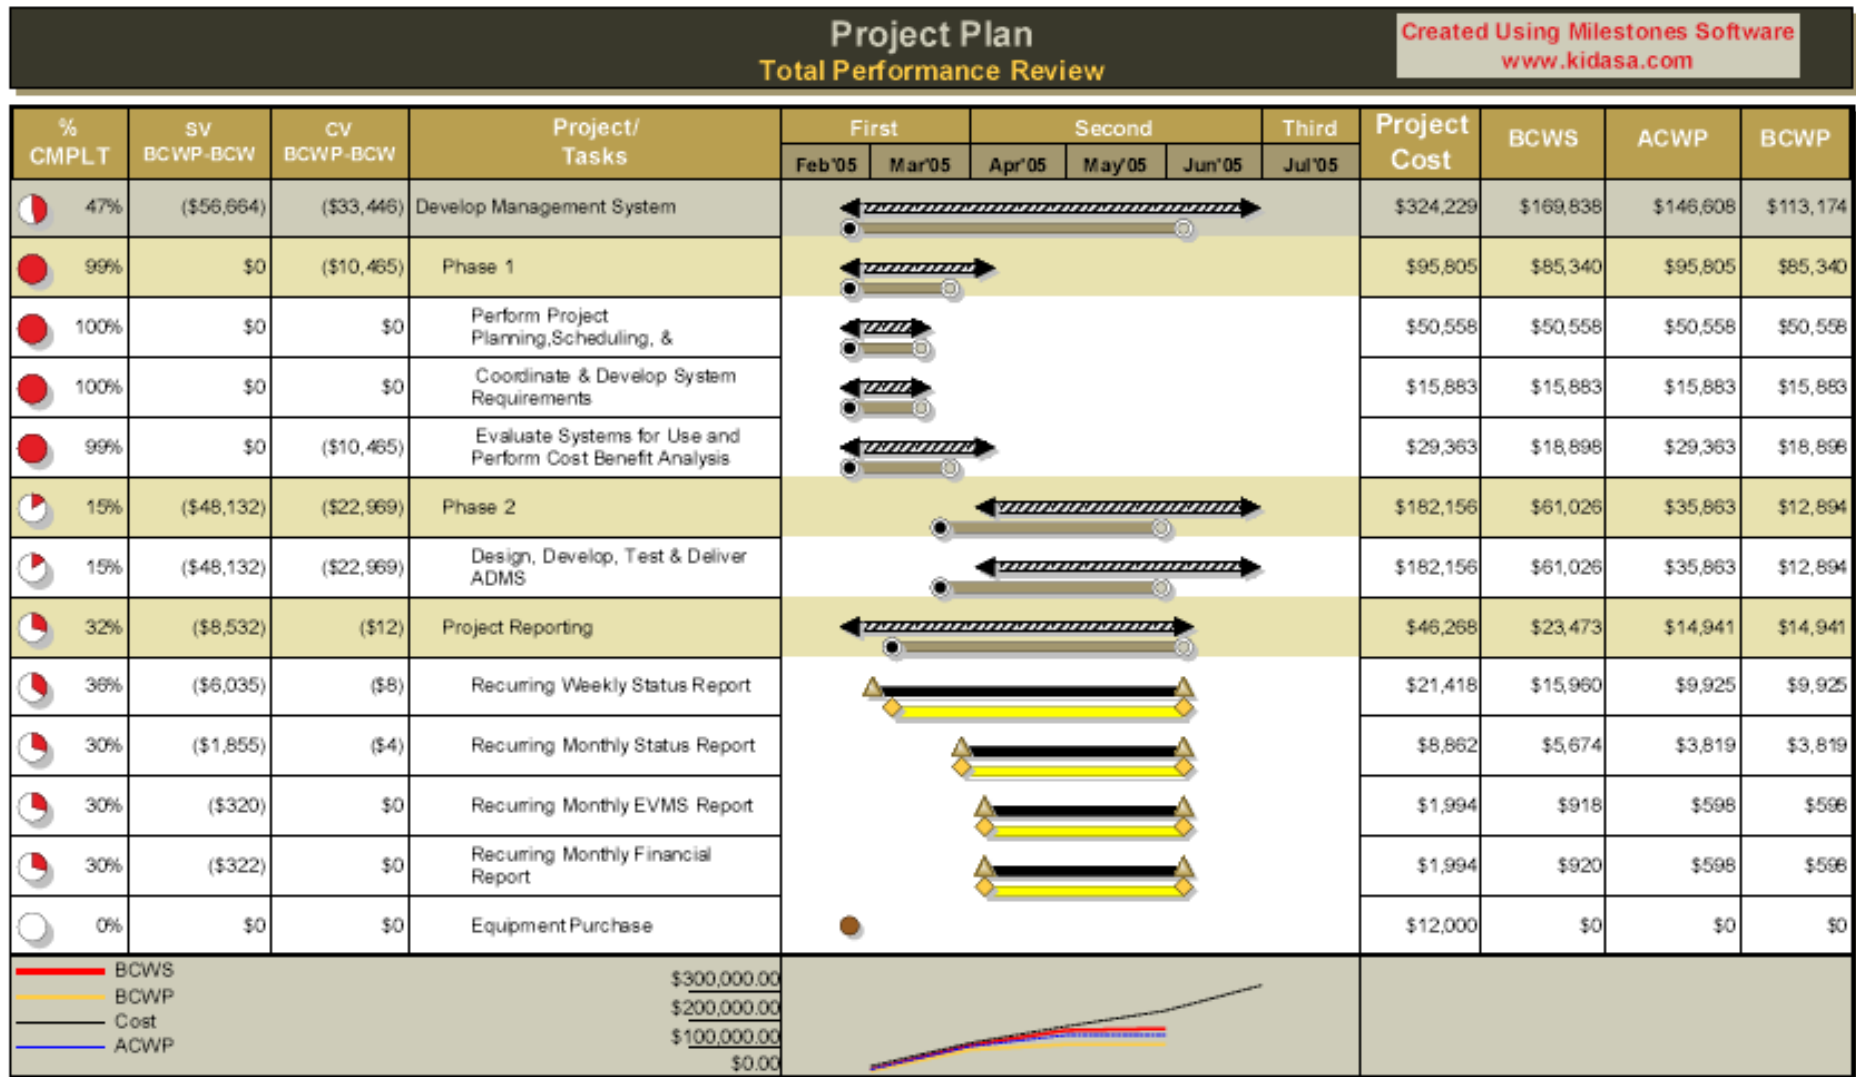 Project Plan
Total Performance Review
Created Using Milestones Software
www.kidasa.com
% CMPLT SV BCWP-BCW CV BCWP-BCW Project/ Tasks First Second Third Project Cost BCWS ACWP BCWP
Feb'05 Mar'05 Apr'05 May'05 Jun'05 Jul'05
47% ($56,664) ($33,446) Develop Management System $324,229 $169,838 $146,608 $113,174
99% $0 ($10,465) Phase 1 $95,805 $85,340 $95,805 $85,340
100% $0 $0 Perform Project Planning,Scheduling, & $50,558 $50,558 $50,558 $50,558
100% $0 $0 Coordinate & Develop System Requirements $15,883 $15,883 $15,883 $15,883
99% $0 ($10,465) Evaluate Systems for Use and Perform Cost Benefit Analysis $29,363 $18,898 $29,363 $18,898
15% ($48,132) ($22,969) Phase 2 $182,156 $61,026 $35,863 $12,894
15% ($48,132) ($22,969) Design, Develop, Test & Deliver ADMS $182,156 $61,026 $35,863 $12,894
32% ($8,532) ($12) Project Reporting $46,268 $23,473 $14,941 $14,941
36% ($6,035) ($8) Recurring Weekly Status Report $21,418 $15,960 $9,925 $9,925
30% ($1,855) ($4) Recurring Monthly Status Report $8,862 $5,674 $3,819 $3,819
30% ($320) $0 Recurring Monthly EVMS Report $1,994 $918 $598 $598
30% ($322) $0 Recurring Monthly Financial Report $1,994 $920 $598 $598
0% $0 $0 Equipment Purchase $12,000 $0 $0 $0
BCWS
BCWP
Cost
ACWP
$300,000.00
$200,000.00
$100,000.00
$0.00